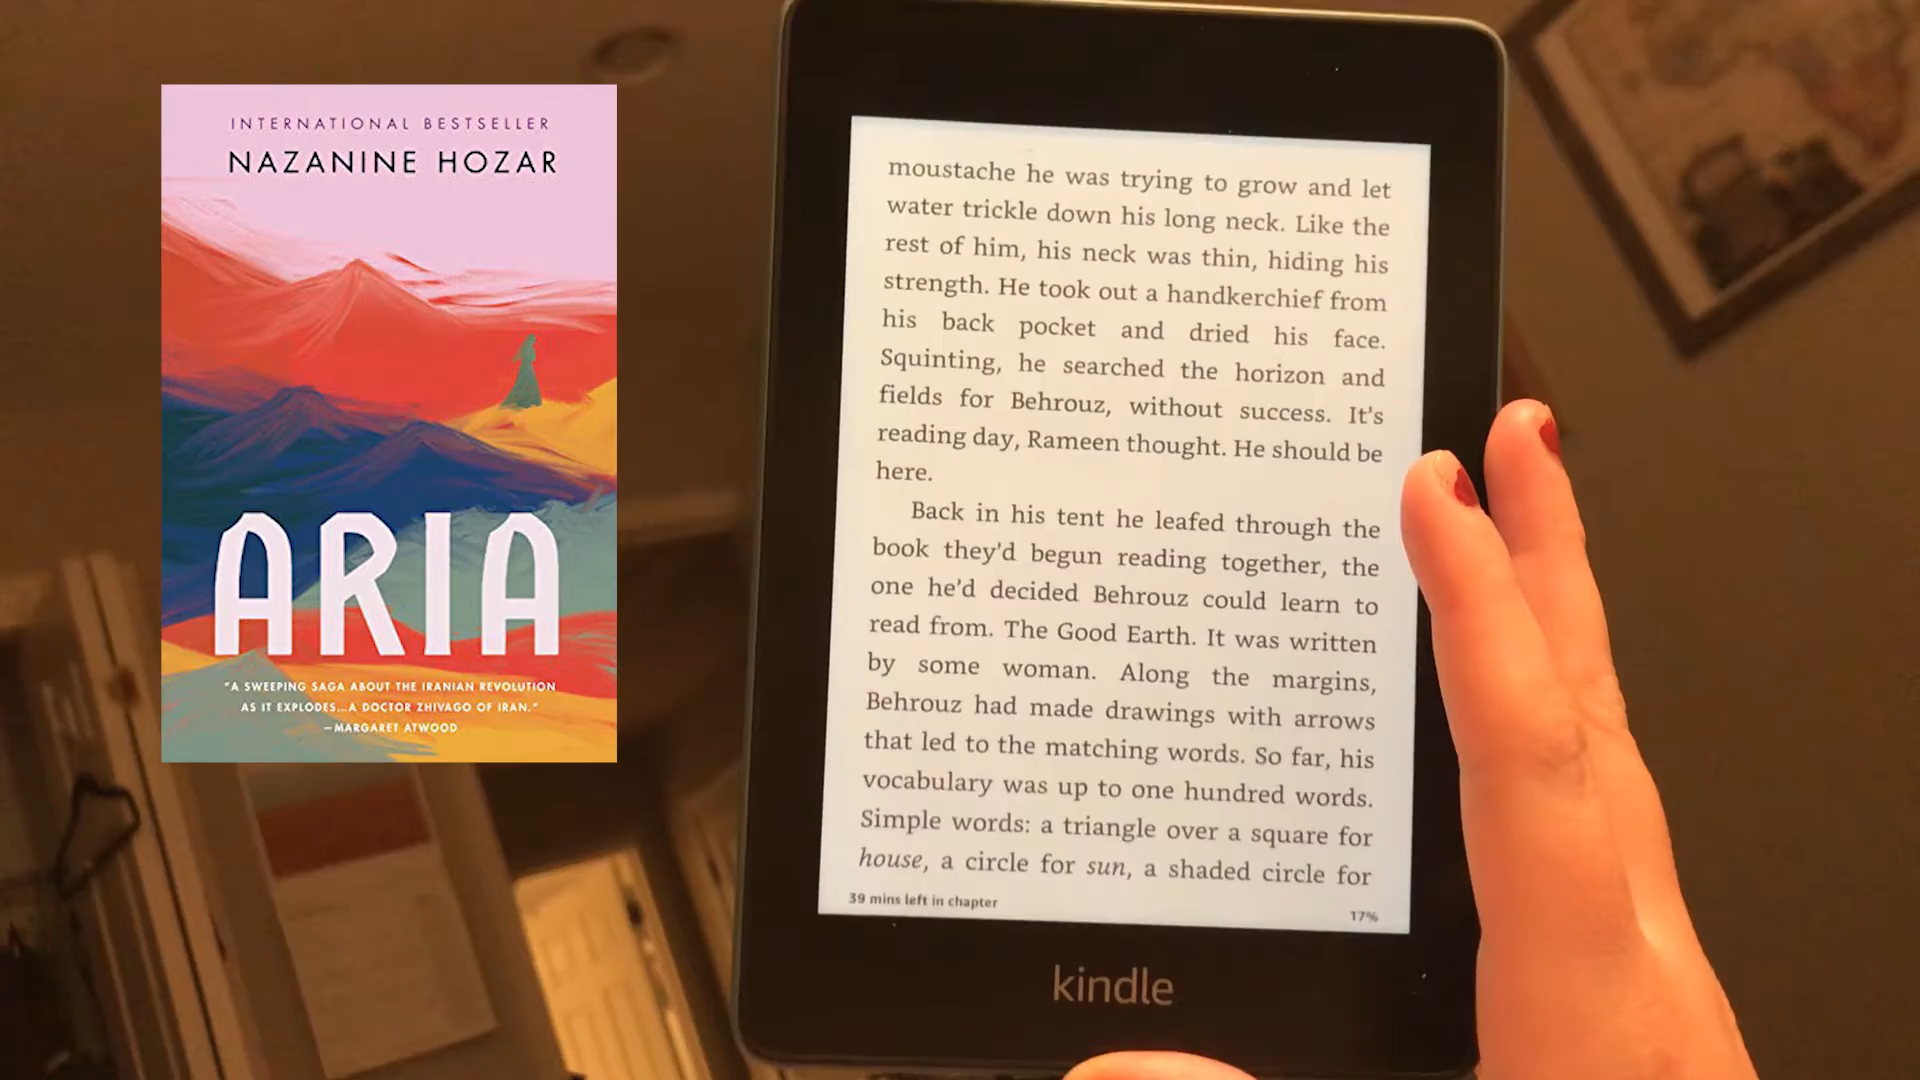 INTERNATIONAL BESTSELLER
NAZANINE HOZAR
ARIA
"A SWEEPING SAGA ABOUT THE IRANIAN REVOLUTION
AS IT EXPLODES...A DOCTOR ZHIVAGO OF IRAN."
—MARGARET ATWOOD
moustache he was trying to grow and let
water trickle down his long neck. Like the
rest of him, his neck was thin, hiding his
strength. He took out a handkerchief from
his back pocket and dried his face.
Squinting, he searched the horizon and
fields for Behrouz, without success. It's
reading day, Rameen thought. He should be
here.
Back in his tent he leafed through the
book they'd begun reading together, the
one he'd decided Behrouz could learn to
read from. The Good Earth. It was written
by some woman. Along the margins,
Behrouz had made drawings with arrows
that led to the matching words. So far, his
vocabulary was up to one hundred words.
Simple words: a triangle over a square for
house, a circle for sun, a shaded circle for
39 mins left in chapter
17%
kindle